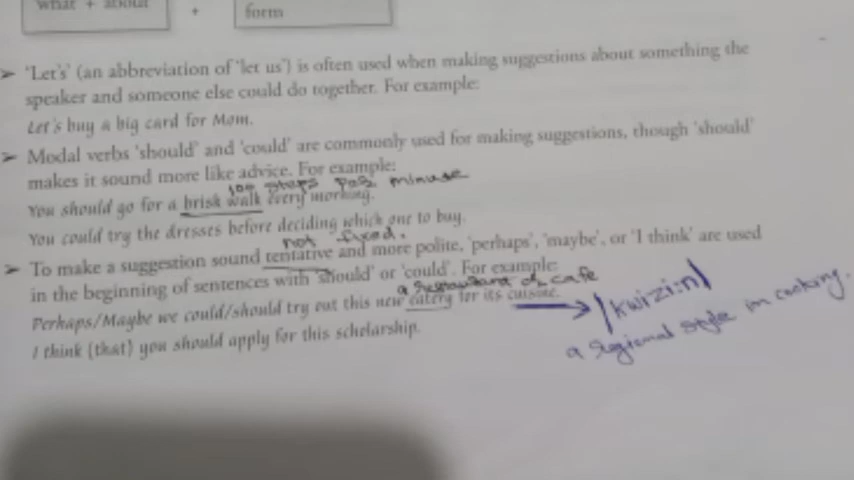 what + about
+
form
➤ 'Let's' (an abbreviation of 'let us') is often used when making suggestions about something the
speaker and someone else could do together. For example:
Let's buy a big card for Mom.
➤ Modal verbs 'should' and 'could' are commonly used for making suggestions, though 'should'
makes it sound more like advice. For example:
100 steps par minute
You should go for a brisk walk every morning.
You could try the dresses before deciding which one to buy.
not fixed.
➤ To make a suggestion sound tentative and more polite, 'perhaps', 'maybe', or 'I think' are used
in the beginning of sentences with 'should' or 'could'. For example:
a restaurant or cafe
Perhaps/Maybe we could/should try out this new eatery for its cuisine.
/kwizi:n/
I think (that) you should apply for this scholarship.
a regional style in cooking.